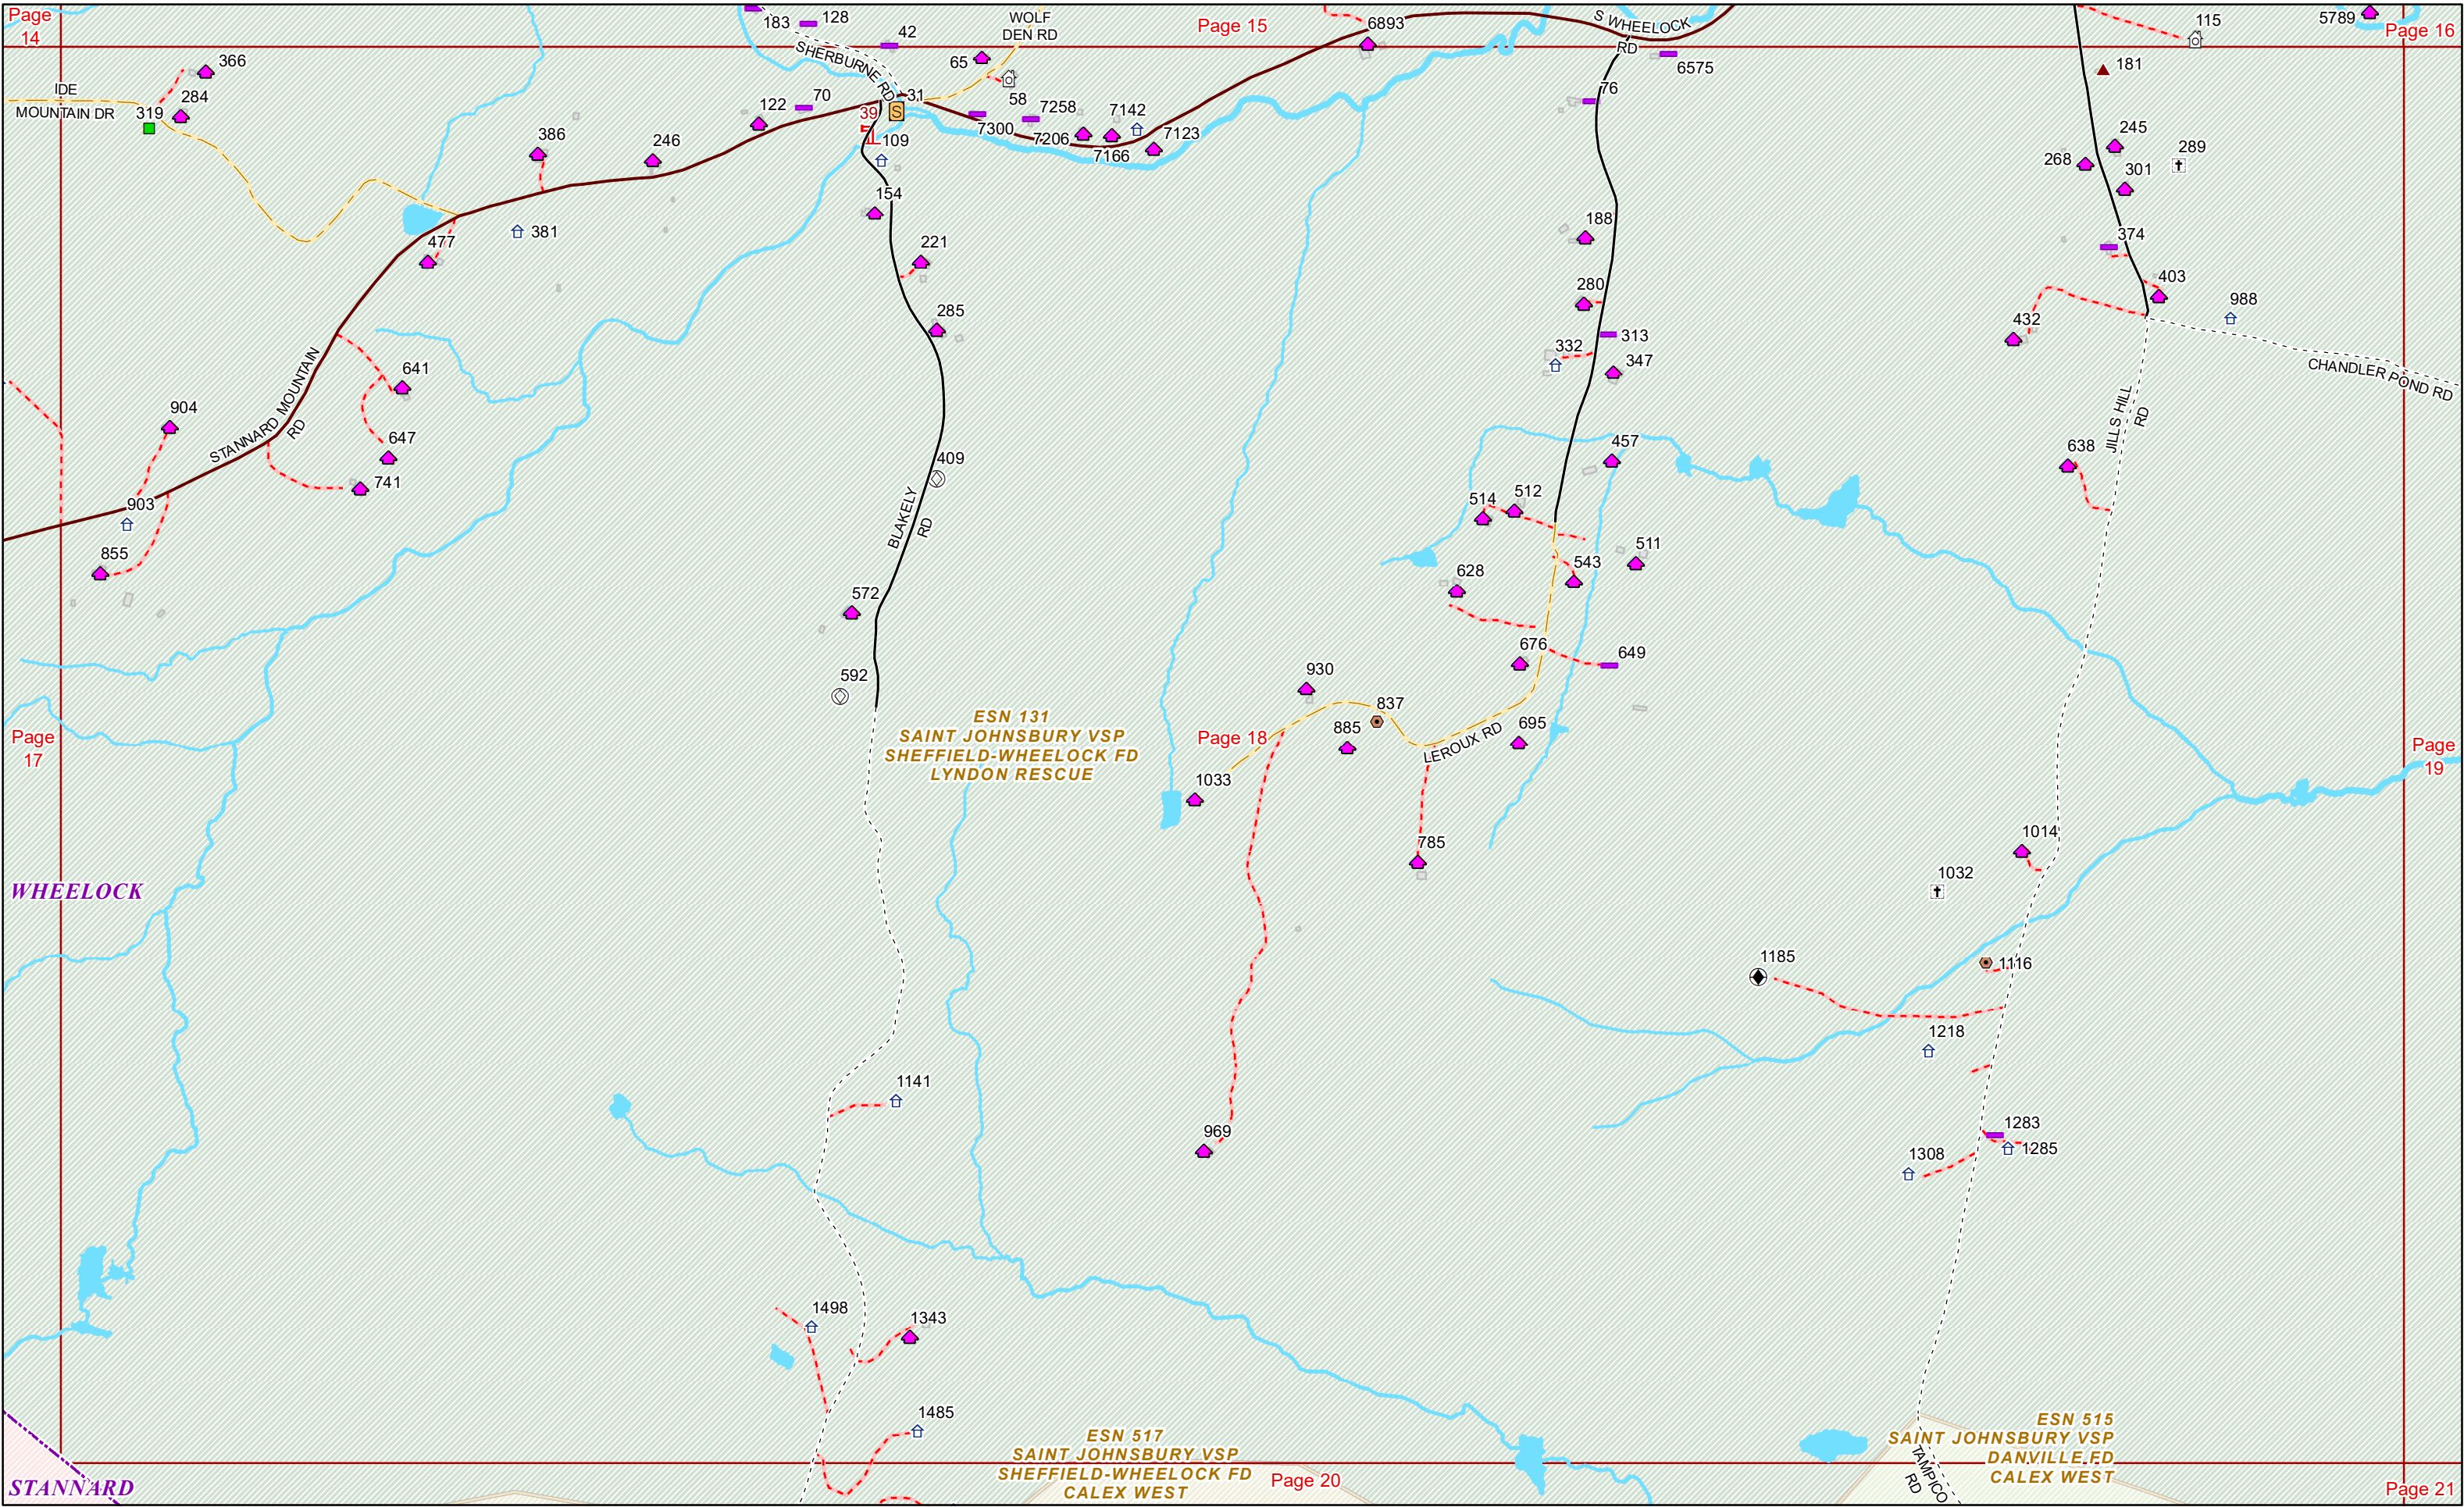 Page
14
183
128
42
WOLF
DEN RD
Page 15
6893
S WHEELOCK
RD
115
5789
Page 16
SHERBURNE RD
65
6575
181
366
IDE
MOUNTAIN DR
284
319
58
76
122
70
39
31
7300
7258
7206
7142
7166
7123
386
246
109
245
268
289
301
154
188
477
381
221
374
280
403
988
285
432
313
332
347
641
STANNARD MOUNTAIN
RD
CHANDLER POND RD
904
JILLS HILL
RD
647
457
409
638
741
903
BLAKELY
RD
514
512
855
511
543
628
572
676
649
592
930
837
ESN 131
SAINT JOHNSBURY VSP
SHEFFIELD-WHEELOCK FD
LYNDON RESCUE
Page 18
885
695
LEROUX RD
Page
17
Page
19
1033
785
1014
WHEELOCK
1032
1185
1116
1218
1141
969
1283
1285
1308
1498
1343
1485
ESN 517
SAINT JOHNSBURY VSP
SHEFFIELD-WHEELOCK FD
CALEX WEST
ESN 515
SAINT JOHNSBURY VSP
DANVILLE FD
CALEX WEST
TAMPICO
RD
STANNARD
Page 20
Page 21
S